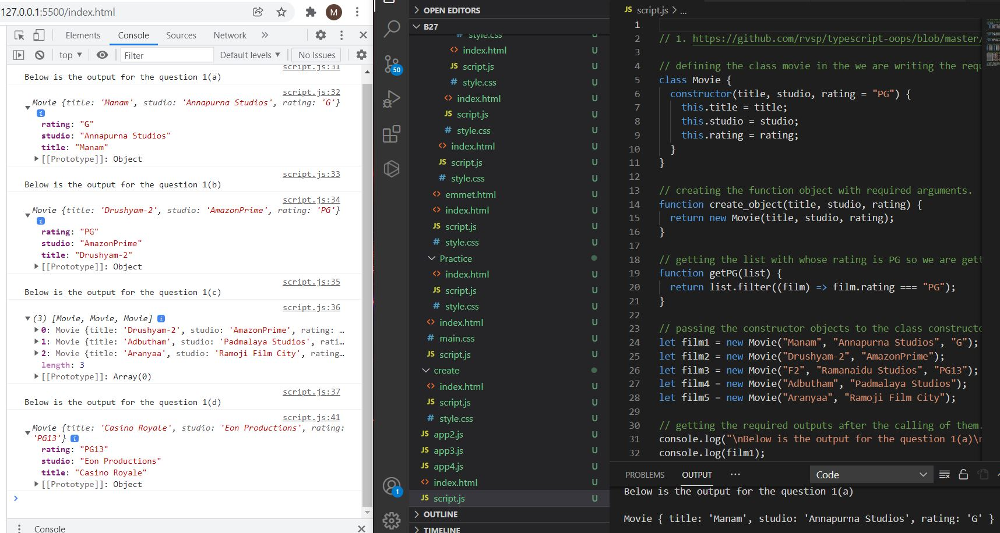 127.0.0.1:5500/index.html
M
Elements Console Sources Network »
top ▼ Filter Default levels ▼ No Issues
script.js:31
Below is the output for the question 1(a)
script.js:32
Movie {title: 'Manam', studio: 'Annapurna Studios', rating: 'G'}
i
rating: "G"
studio: "Annapurna Studios"
title: "Manam"
[[Prototype]]: Object
script.js:33
Below is the output for the question 1(b)
script.js:34
Movie {title: 'Drushyam-2', studio: 'AmazonPrime', rating: 'PG'}
i
rating: "PG"
studio: "AmazonPrime"
title: "Drushyam-2"
[[Prototype]]: Object
script.js:35
Below is the output for the question 1(c)
script.js:36
(3) [Movie, Movie, Movie] i
0: Movie {title: 'Drushyam-2', studio: 'AmazonPrime', rating: …
1: Movie {title: 'Adbutham', studio: 'Padmalaya Studios', rati…
2: Movie {title: 'Aranyaa', studio: 'Ramoji Film City', rating…
length: 3
[[Prototype]]: Array(0)
script.js:37
Below is the output for the question 1(d)
script.js:41
Movie {title: 'Casino Royale', studio: 'Eon Productions', rating:
'PG13'} i
rating: "PG13"
studio: "Eon Productions"
title: "Casino Royale"
[[Prototype]]: Object
>
Console
50
1
OPEN EDITORS
B27
# style.css U
<> index.html U
JS script.js U
# style.css U
<> index.html U
JS script.js U
# style.css U
<> index.html U
JS script.js U
# style.css U
<> emmet.html U
<> index.html U
JS script.js U
# style.css U
Practice
<> index.html U
JS script.js U
# style.css U
<> index.html U
# main.css U
JS script.js U
create
<> index.html U
JS script.js U
# style.css U
JS app2.js U
JS app3.js U
JS app4.js U
<> index.html U
JS script.js U
OUTLINE
TIMELINE
JS script.js > ...
1
2 // 1. https://github.com/rvsp/typescript-oops/blob/master/
3
4 // defining the class movie in the we are writing the requ
5 class Movie {
6 constructor(title, studio, rating = "PG") {
7 this.title = title;
8 this.studio = studio;
9 this.rating = rating;
10 }
11 }
12
13 // creating the function object with required arguments.
14 function create_object(title, studio, rating) {
15 return new Movie(title, studio, rating);
16 }
17
18 // getting the list with whose rating is PG so we are gett
19 function getPG(list) {
20 return list.filter((film) => film.rating === "PG");
21 }
22
23 // passing the constructor objects to the class constructo
24 let film1 = new Movie("Manam", "Annapurna Studios", "G");
25 let film2 = new Movie("Drushyam-2", "AmazonPrime");
26 let film3 = new Movie("F2", "Ramanaidu Studios", "PG13");
27 let film4 = new Movie("Adbutham", "Padmalaya Studios");
28 let film5 = new Movie("Aranyaa", "Ramoji Film City");
29
30 // getting the required outputs after the calling of them.
31 console.log("\nBelow is the output for the question 1(a)\n
32 console.log(film1);
PROBLEMS OUTPUT ... Code
Below is the output for the question 1(a)
Movie { title: 'Manam', studio: 'Annapurna Studios', rating: 'G' }